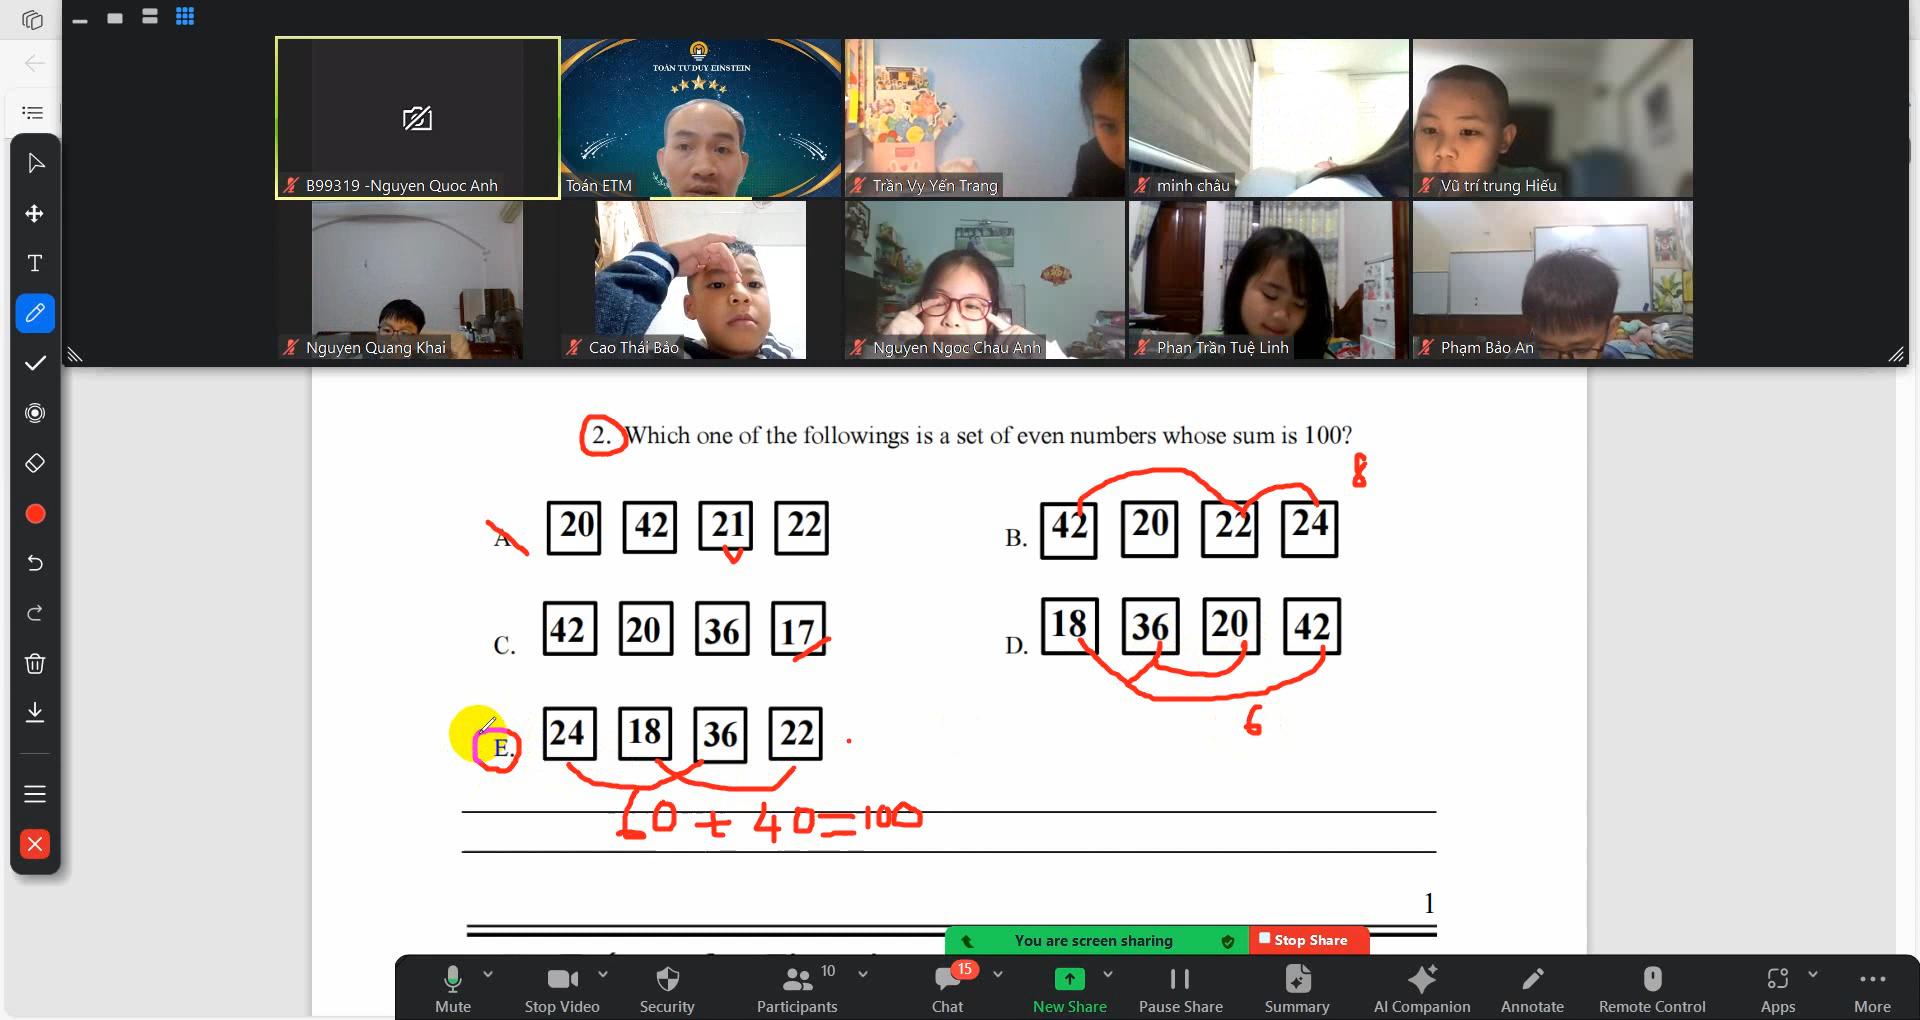 TOÁN TƯ DUY EINSTEIN
B99319 -Nguyen Quoc Anh
Toán ETM
Trần Vy Yến Trang
minh châu
Vũ trí trung Hiếu
Nguyen Quang Khai
Cao Thái Bảo
Nguyen Ngoc Chau Anh
Phan Trần Tuệ Linh
Phạm Bảo An
T
2. Which one of the followings is a set of even numbers whose sum is 100?
8
A 20 42 21 22
B. 42 20 22 24
C. 42 20 36 17
D. 18 36 20 42
6
E. 24 18 36 22
60 + 40 = 100
1
You are screen sharing
Stop Share
10
15
Mute
Stop Video
Security
Participants
Chat
New Share
Pause Share
Summary
AI Companion
Annotate
Remote Control
Apps
More